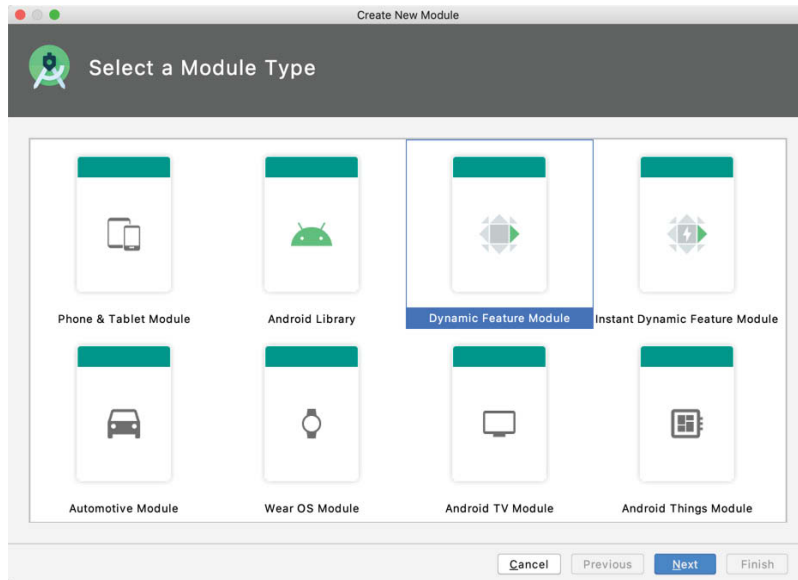 Create New Module
Select a Module Type
Phone & Tablet Module
Android Library
Dynamic Feature Module
Instant Dynamic Feature Module
Automotive Module
Wear OS Module
Android TV Module
Android Things Module
Cancel
Previous
Next
Finish